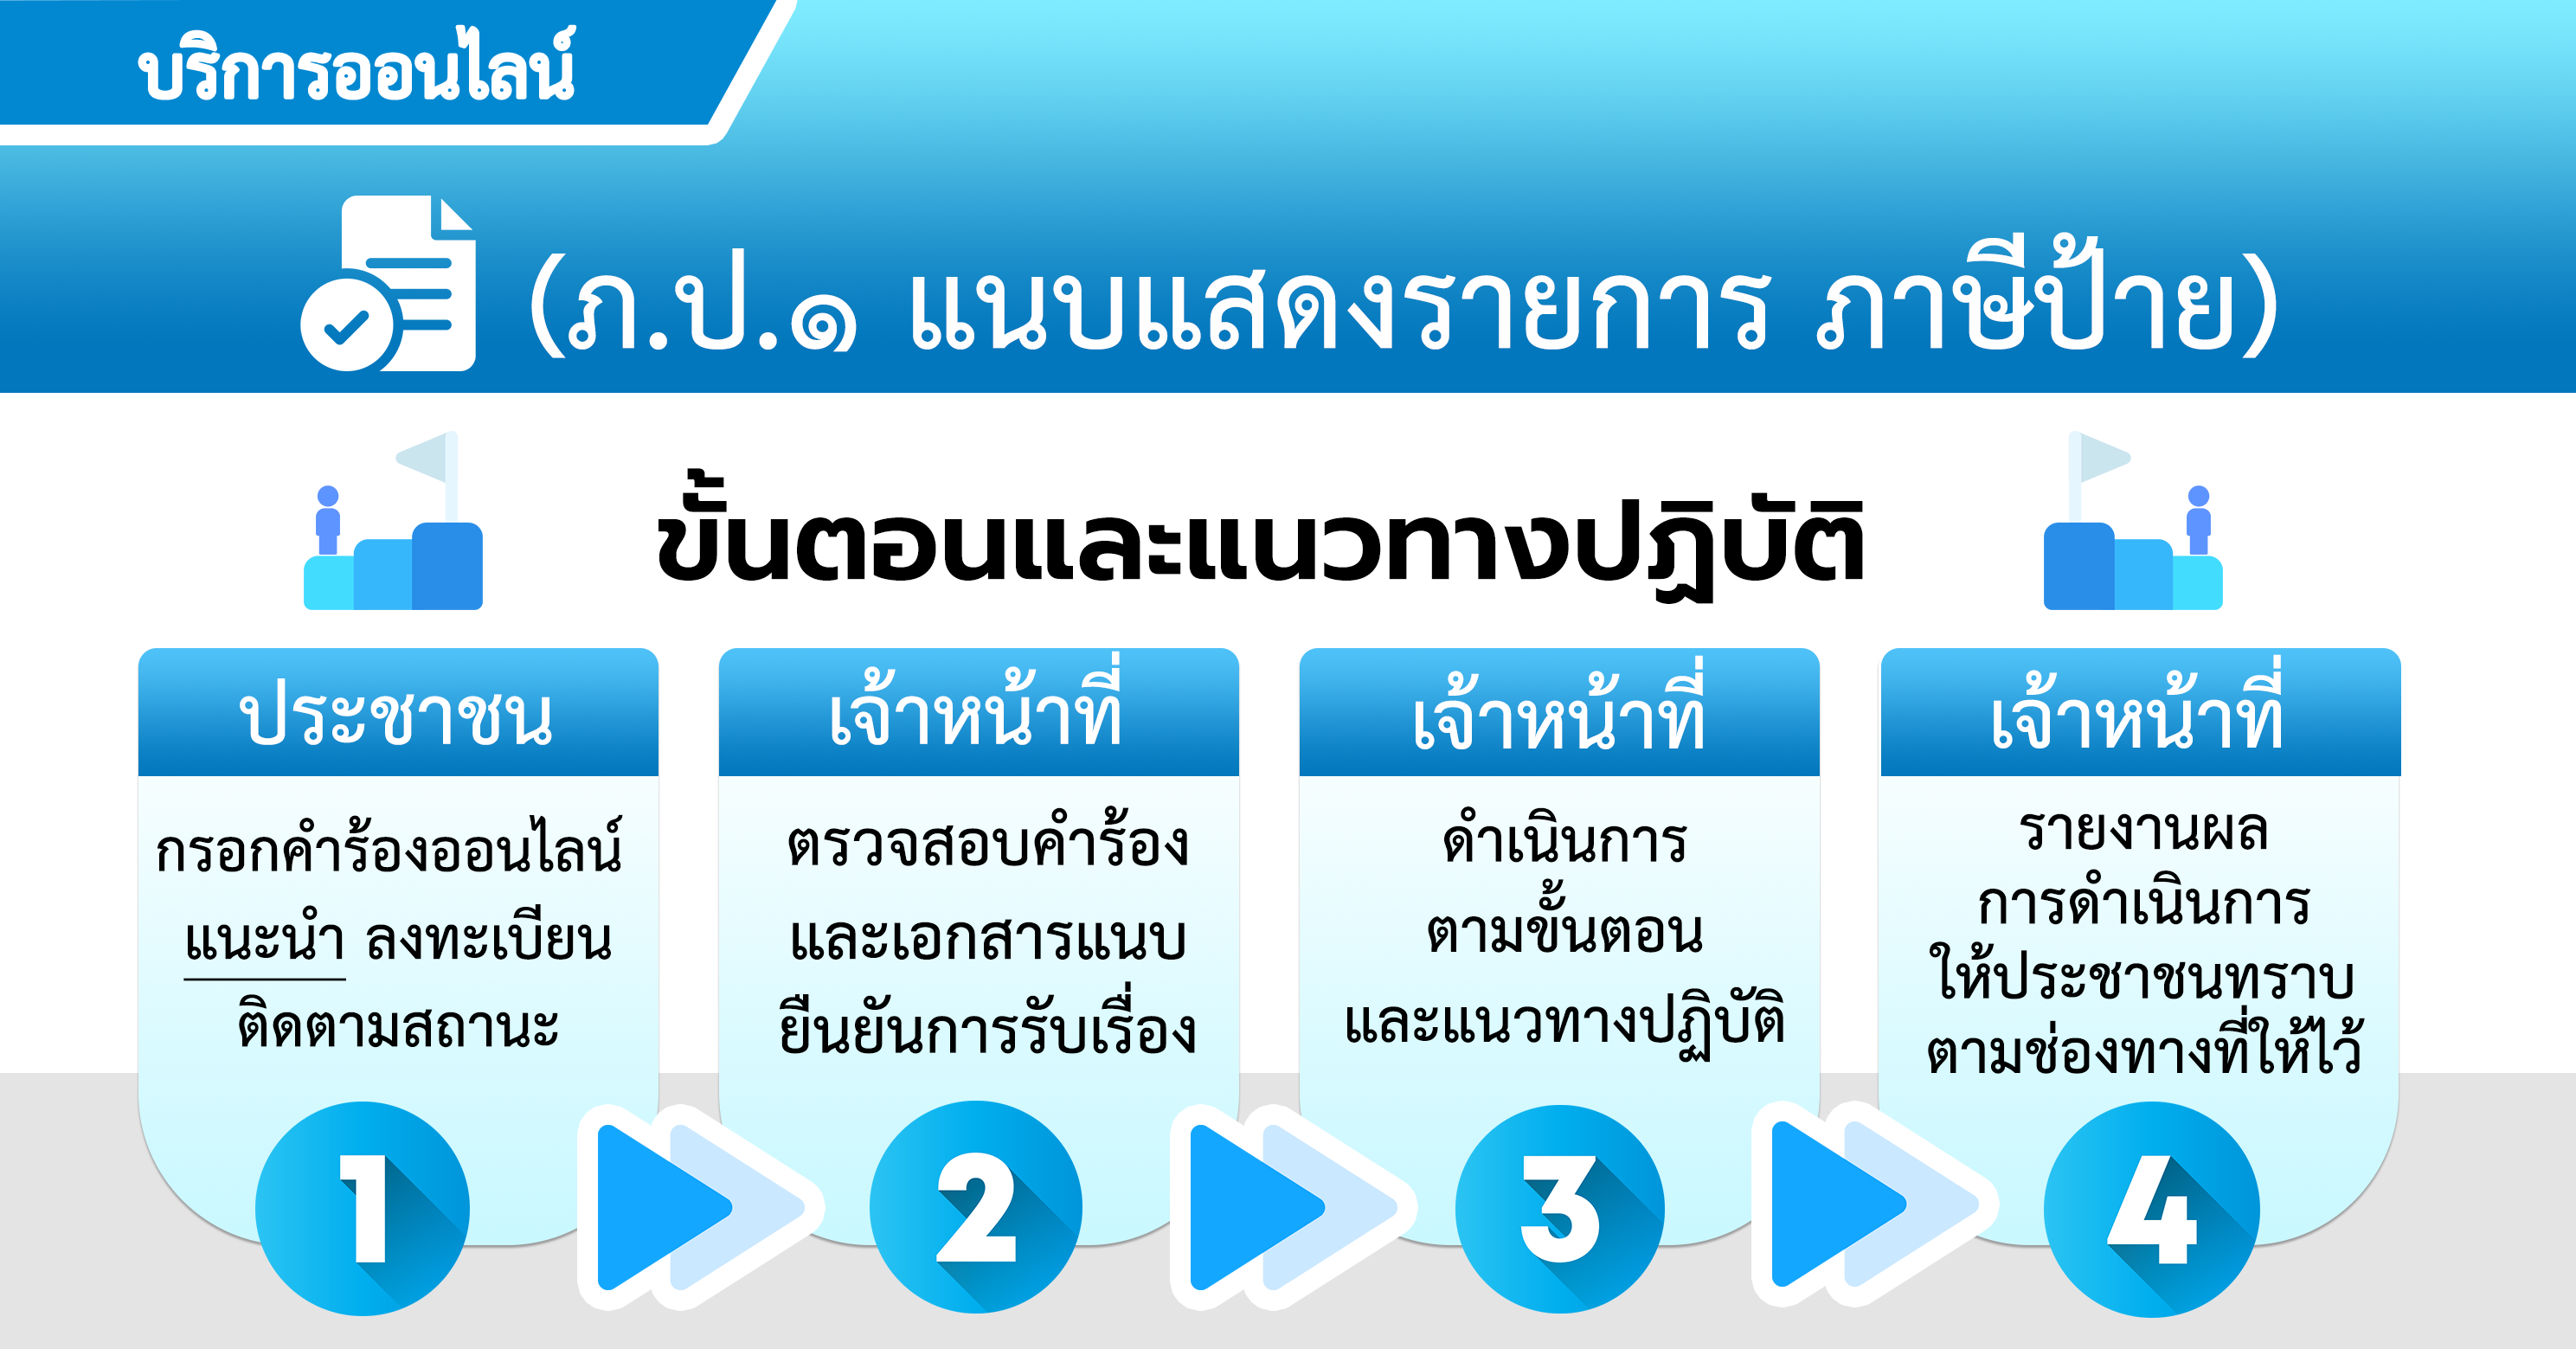 บริการออนไลน์
(ภ.ป.๑ แนบแสดงรายการ ภาษีป้าย)
ขั้นตอนและแนวทางปฏิบัติ
ประชาชน
กรอกคำร้องออนไลน์
แนะนำ ลงทะเบียน
ติดตามสถานะ
1
เจ้าหน้าที่
ตรวจสอบคำร้อง
และเอกสารแนบ
ยืนยันการรับเรื่อง
2
เจ้าหน้าที่
ดำเนินการ
ตามขั้นตอน
และแนวทางปฏิบัติ
3
เจ้าหน้าที่
รายงานผล
การดำเนินการ
ให้ประชาชนทราบ
ตามช่องทางที่ให้ไว้
4